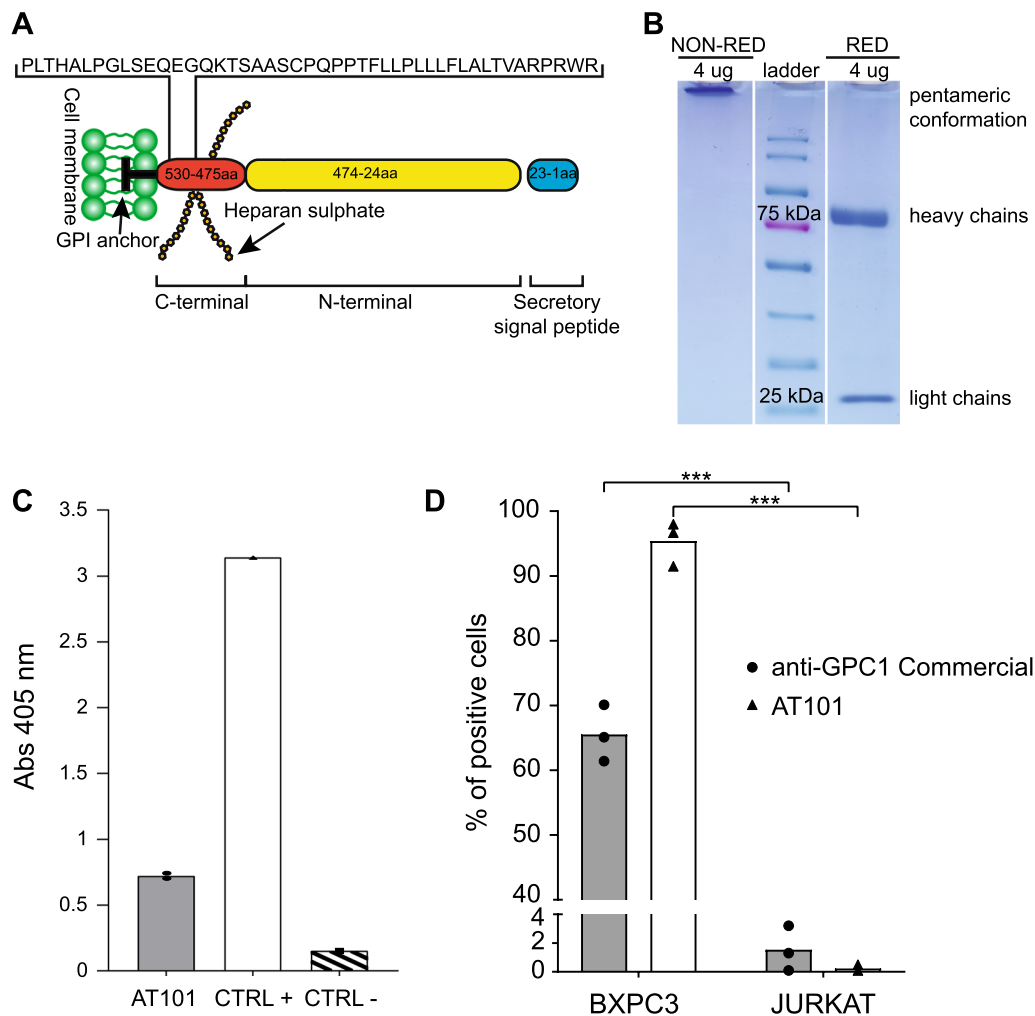 A
PLTHALPGLSEQEGQKTSAASCPQPPTFLLPLLLFLALTVARPRWR
Cell membrane
530-475aa
474-24aa
23-1aa
GPI anchor
Heparan sulphate
C-terminal
N-terminal
Secretory
signal peptide
B
NON-RED
RED
4 ug
ladder
4 ug
pentameric
conformation
75 kDa
heavy chains
25 kDa
light chains
C
Abs 405 nm
3.5
3
2.5
2
1.5
1
0.5
0
AT101
CTRL +
CTRL -
D
% of positive cells
***
***
100
90
80
70
60
50
40
4
2
0
anti-GPC1 Commercial
AT101
BXPC3
JURKAT